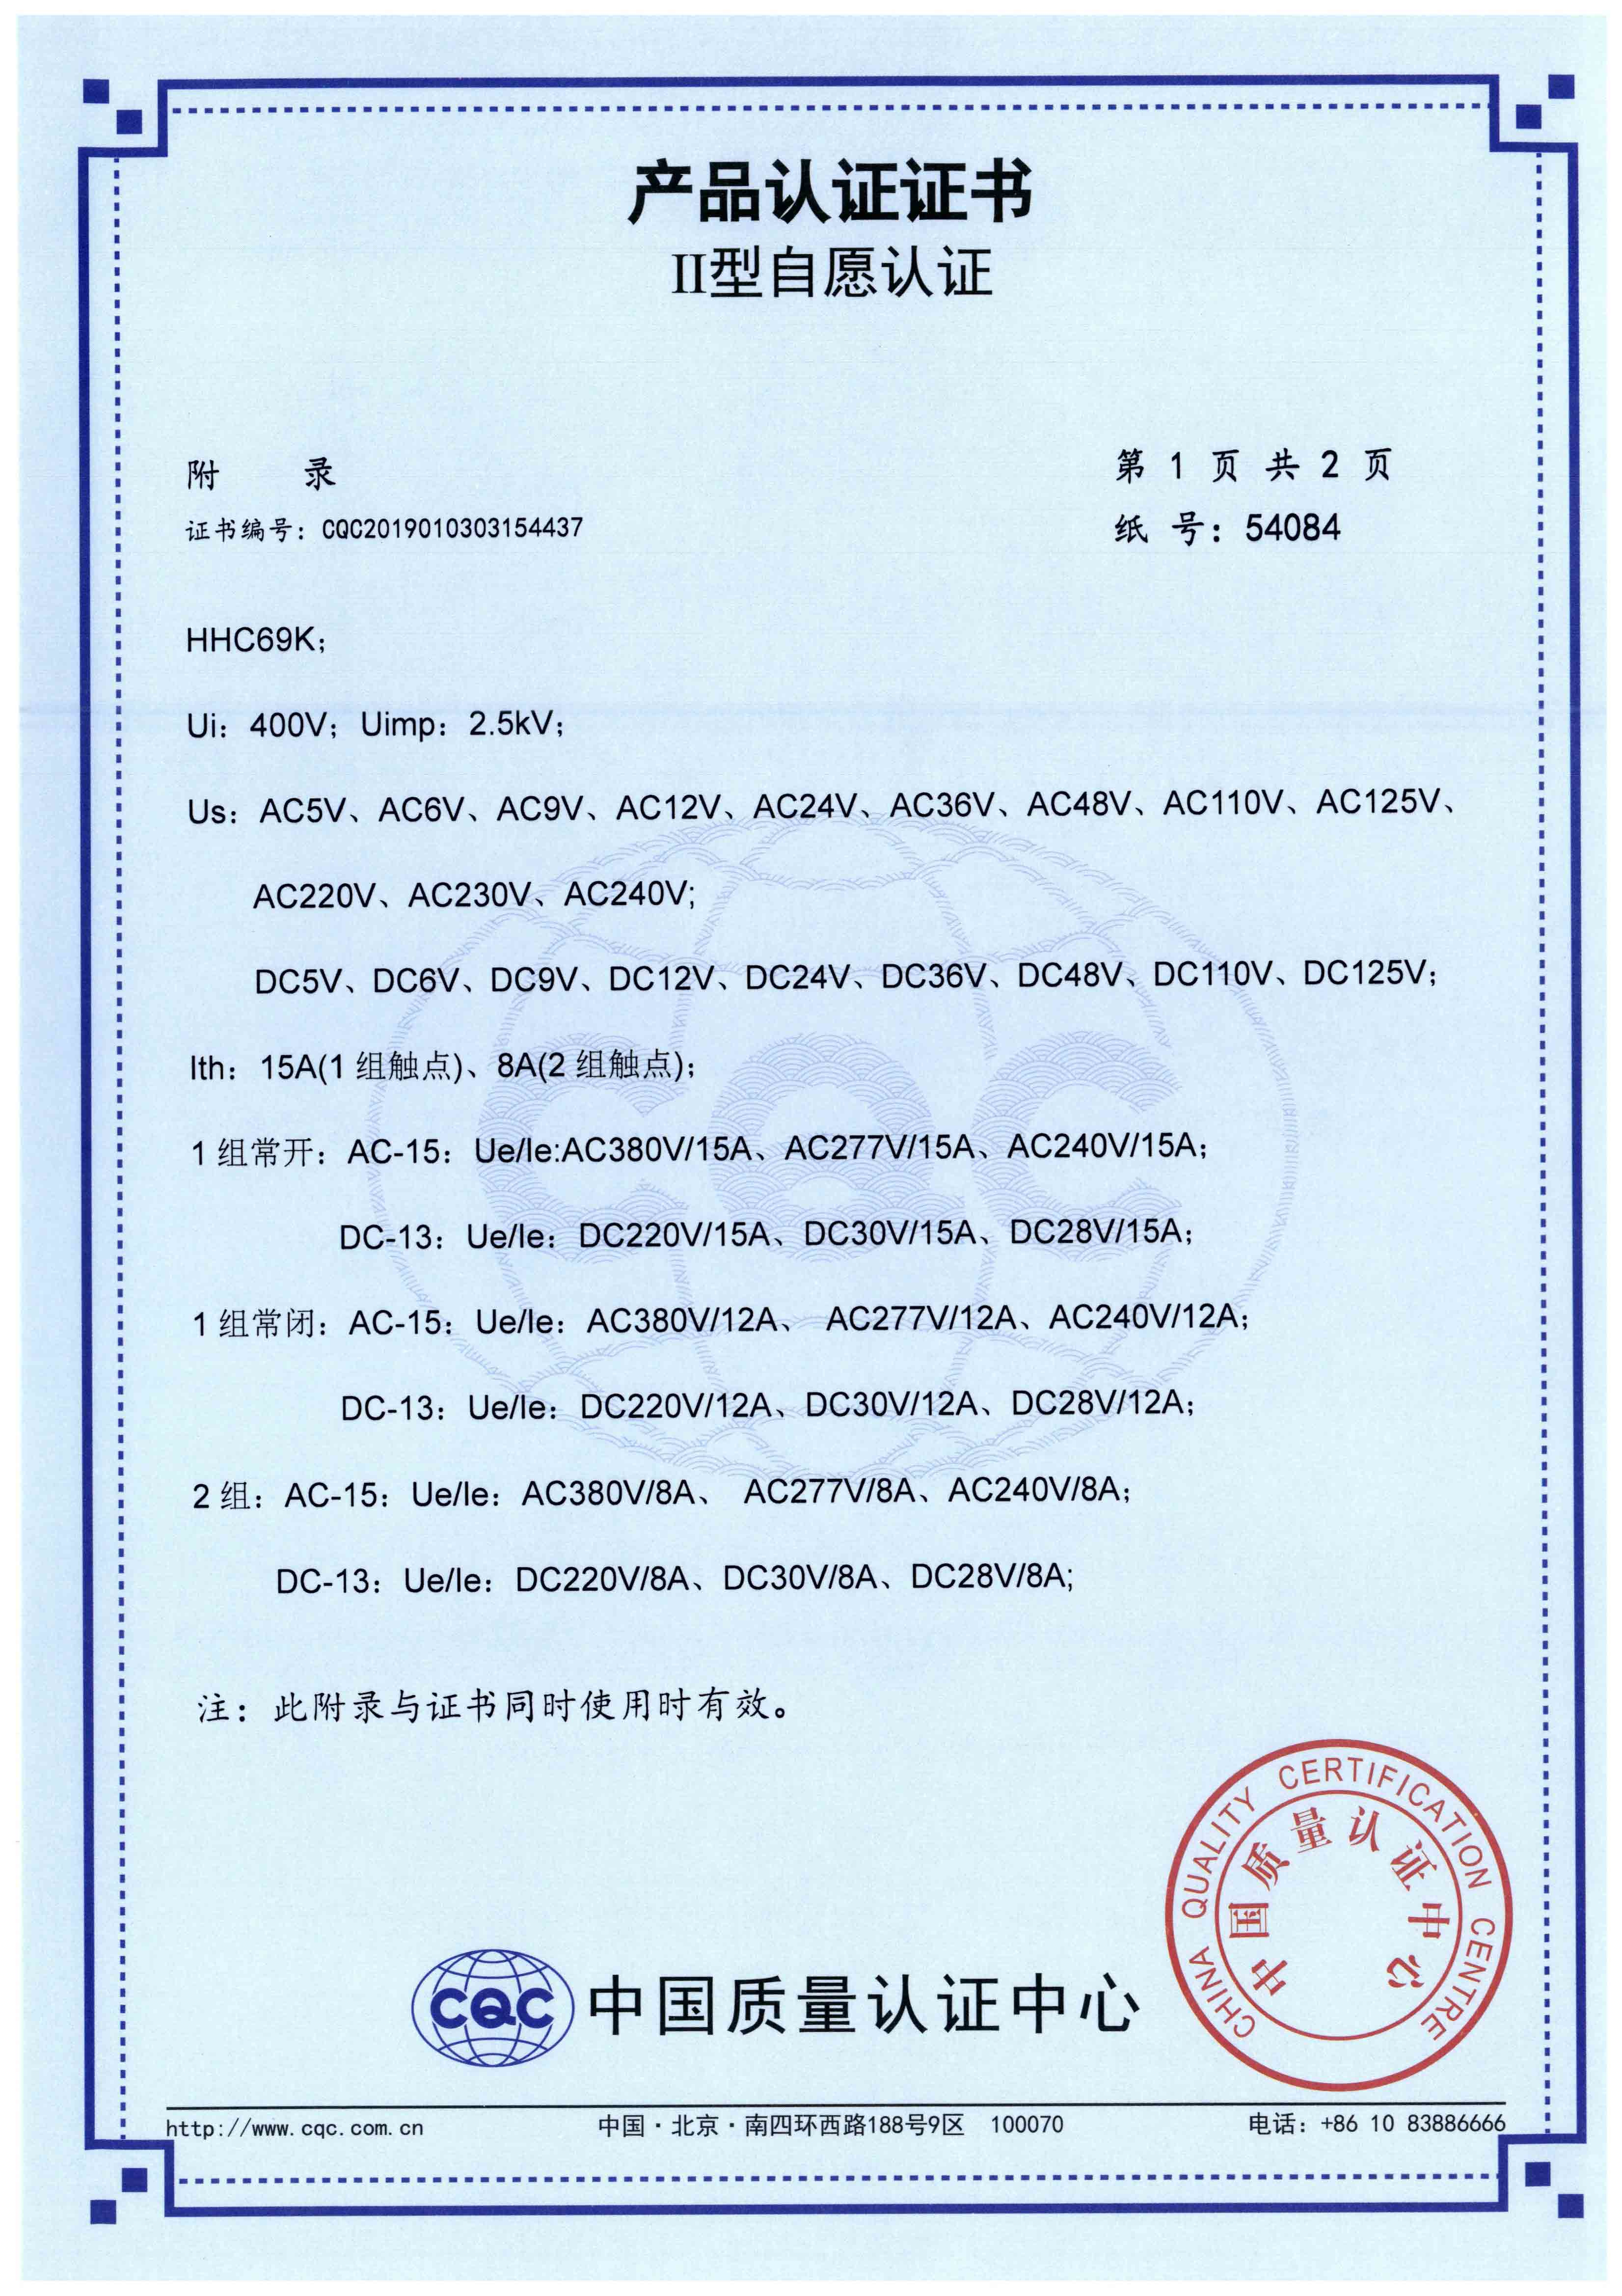 产品认证证书
II型自愿认证
附 录
第 1 页 共 2 页
证书编号：CQC2019010303154437
纸 号：54084
HHC69K；
Ui：400V；Uimp：2.5kV；
Us：AC5V、AC6V、AC9V、AC12V、AC24V、AC36V、AC48V、AC110V、AC125V、
AC220V、AC230V、AC240V;
DC5V、DC6V、DC9V、DC12V、DC24V、DC36V、DC48V、DC110V、DC125V；
Ith：15A(1 组触点)、8A(2 组触点)；
1 组常开：AC-15：Ue/Ie:AC380V/15A、AC277V/15A、AC240V/15A；
DC-13：Ue/Ie：DC220V/15A、DC30V/15A、DC28V/15A；
1 组常闭：AC-15：Ue/Ie：AC380V/12A、 AC277V/12A、AC240V/12A；
DC-13：Ue/Ie：DC220V/12A、DC30V/12A、DC28V/12A；
2 组：AC-15：Ue/Ie：AC380V/8A、 AC277V/8A、AC240V/8A；
DC-13：Ue/Ie：DC220V/8A、DC30V/8A、DC28V/8A;
注：此附录与证书同时使用时有效。
CHINA QUALITY CERTIFICATION CENTRE
中国质量认证中心
CQC 中国质量认证中心
http://www.cqc.com.cn
中国·北京·南四环西路188号9区 100070
电话：+86 10 83886666
CQC